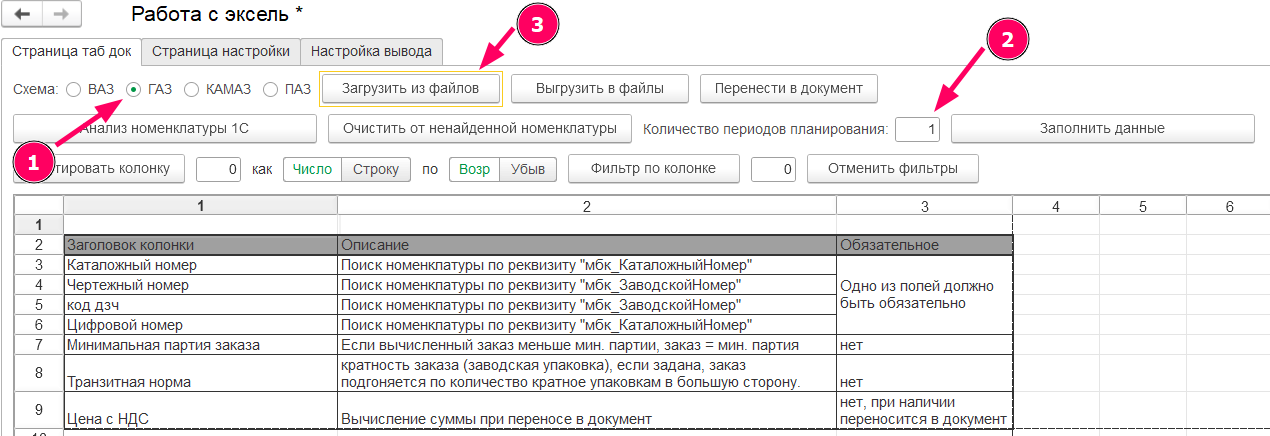 Работа с эксель *
3
Страница таб док Страница настройки Настройка вывода
2
Схема: ВАЗ ГАЗ КАМАЗ ПАЗ Загрузить из файлов Выгрузить в файлы Перенести в документ
Анализ номенклатуры 1С Очистить от ненайденной номенклатуры Количество периодов планирования: 1 Заполнить данные
1
тировать колонку 0 как Число Строку по Возр Убыв Фильтр по колонке 0 Отменить фильтры
1 2 3 4 5 6
1
2 Заголовок колонки Описание Обязательное
3 Каталожный номер Поиск номенклатуры по реквизиту "мбк_КаталожныйНомер"
4 Чертежный номер Поиск номенклатуры по реквизиту "мбк_ЗаводскойНомер" Одно из полей должно
5 код дзч Поиск номенклатуры по реквизиту "мбк_ЗаводскойНомер" быть обязательно
6 Цифровой номер Поиск номенклатуры по реквизиту "мбк_КаталожныйНомер"
7 Минимальная партия заказа Если вычисленный заказ меньше мин. партии, заказ = мин. партия нет
кратность заказа (заводская упаковка), если задана, заказ
8 Транзитная норма подгоняется по количество кратное упаковкам в большую сторону. нет
нет, при наличии
9 Цена с НДС Вычисление суммы при переносе в документ переносится в документ
10